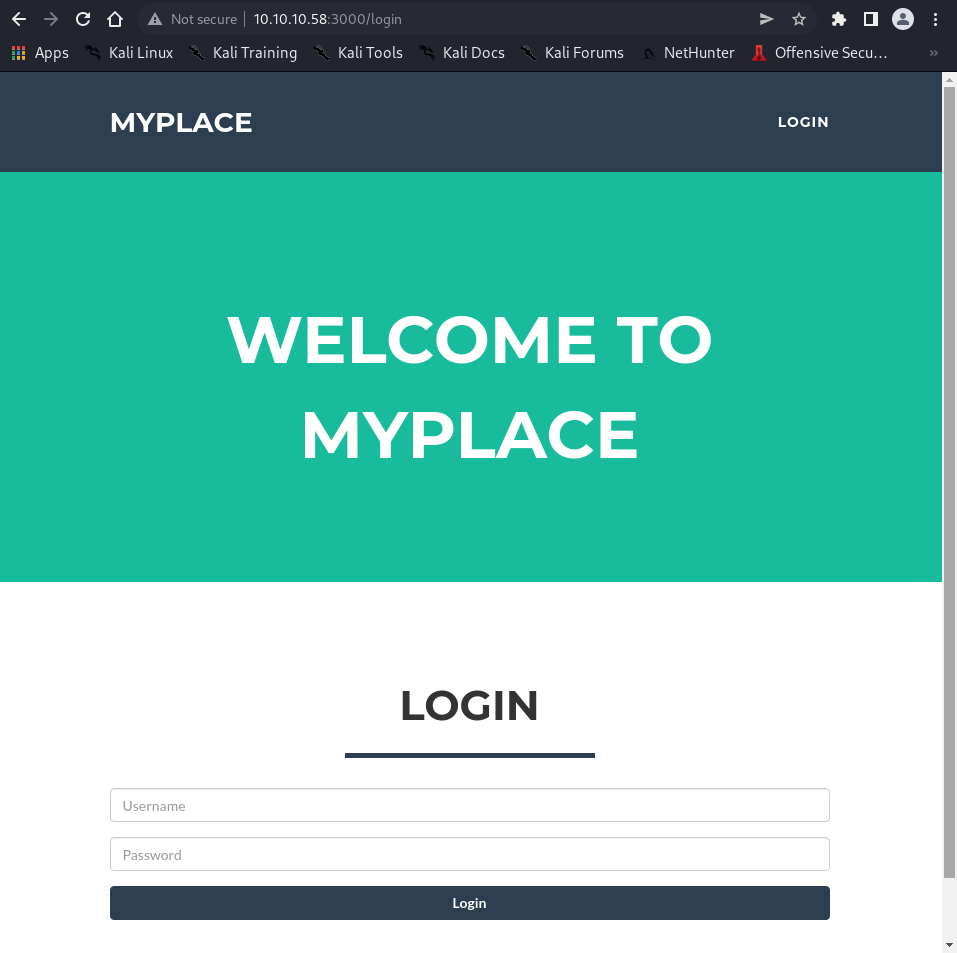 Not secure 10.10.10.58:3000/login
Apps Kali Linux Kali Training Kali Tools Kali Docs Kali Forums NetHunter Offensive Secu... »
MYPLACE LOGIN
WELCOME TO
MYPLACE
LOGIN
Username
Password
Login